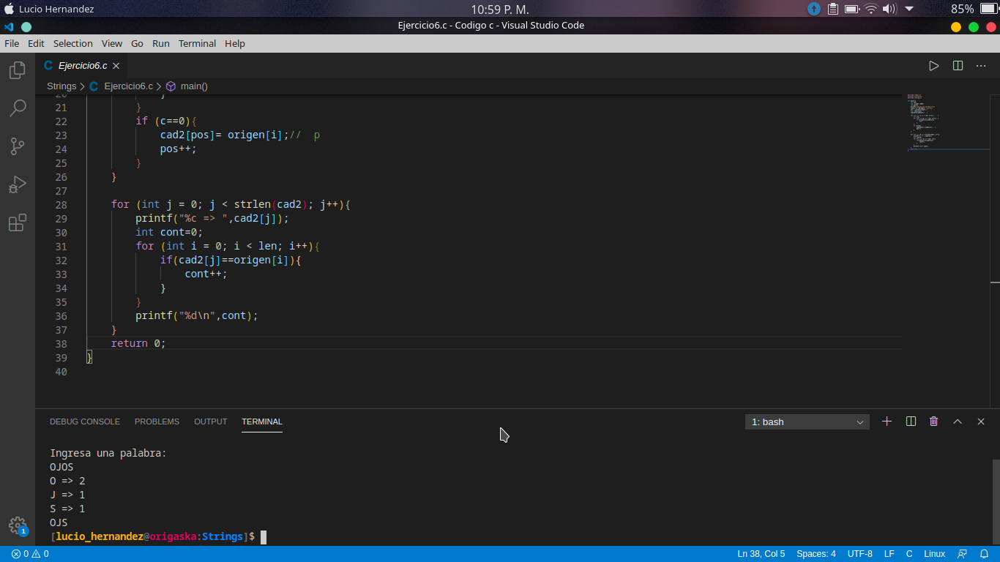 Lucio Hernandez 10:59 P. M. 85%
Ejercicio6.c - Codigo c - Visual Studio Code
File Edit Selection View Go Run Terminal Help
C Ejercicio6.c
Strings > C Ejercicio6.c > main()
20 }
21 }
22 if (c==0){
23 cad2[pos]= origen[i];//  p
24 pos++;
25 }
26 }
27
28 for (int j = 0; j < strlen(cad2); j++){
29 printf("%c => ",cad2[j]);
30 int cont=0;
31 for (int i = 0; i < len; i++){
32 if(cad2[j]==origen[i]){
33 cont++;
34 }
35 }
36 printf("%d\n",cont);
37 }
38 return 0;
39 }
40
DEBUG CONSOLE PROBLEMS OUTPUT TERMINAL 1: bash
Ingresa una palabra:
OJOS
O => 2
J => 1
S => 1
OJS
[lucio_hernandez@origaska:Strings]$
1
0 0 Ln 38, Col 5 Spaces: 4 UTF-8 LF C Linux